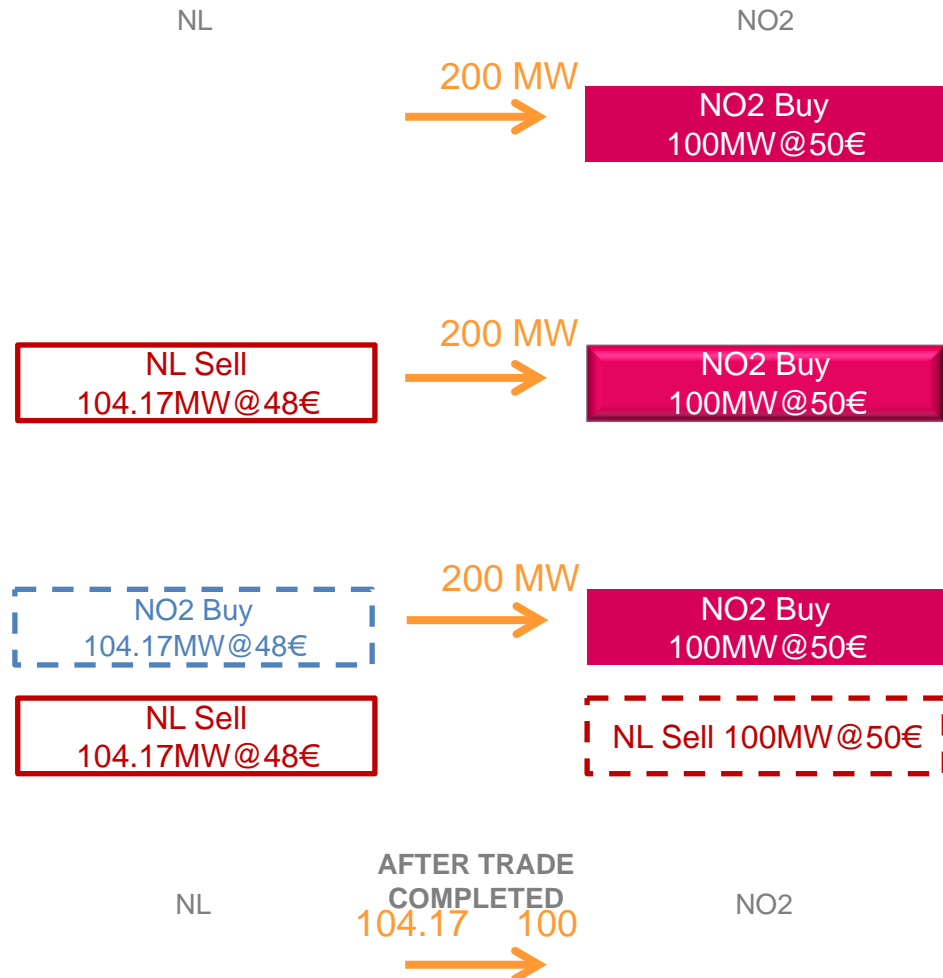 NL
NO2
200 MW
NO2 Buy
100MW@50€
200 MW
NL Sell
104.17MW@48€
NO2 Buy
100MW@50€
200 MW
NO2 Buy
104.17MW@48€
NO2 Buy
100MW@50€
NL Sell
104.17MW@48€
NL Sell 100MW@50€
AFTER TRADE
COMPLETED
NL
NO2
104.17 100